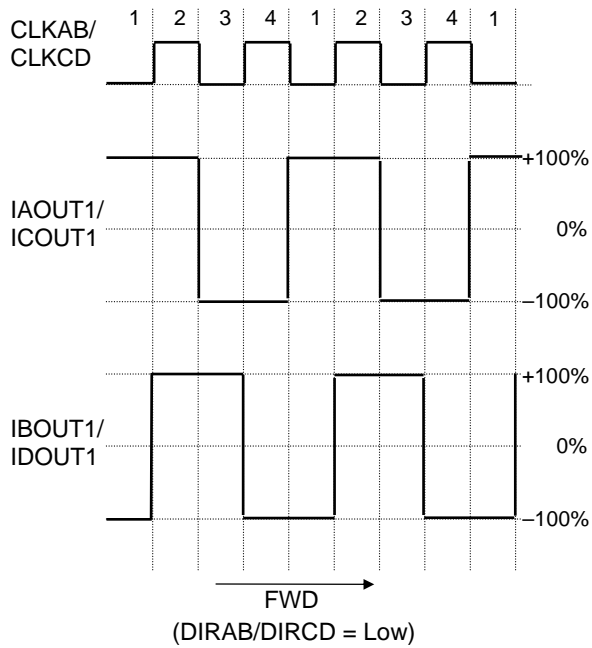 1 2 3 4 1 2 3 4 1
CLKAB/
CLKCD
+100%
IAOUT1/
ICOUT1
0%
–100%
+100%
IBOUT1/
IDOUT1
0%
–100%
FWD
(DIRAB/DIRCD = Low)